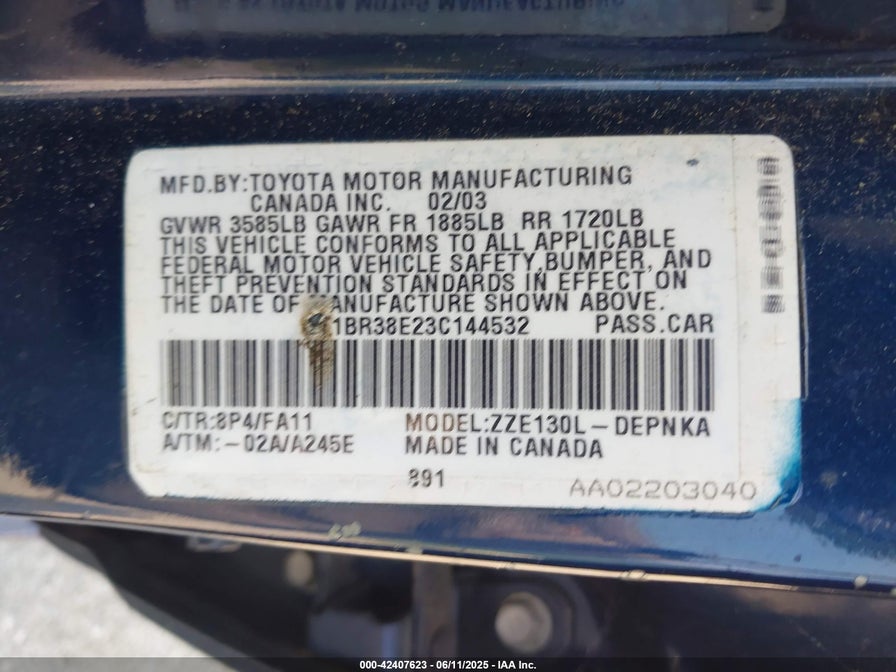 MFD.BY:TOYOTA MOTOR MANUFACTURING
CANADA INC. 02/03
GVWR 3585LB GAWR FR 1885LB RR 1720LB
THIS VEHICLE CONFORMS TO ALL APPLICABLE
FEDERAL MOTOR VEHICLE SAFETY,BUMPER, AND
THEFT PREVENTION STANDARDS IN EFFECT ON
THE DATE OF MANUFACTURE SHOWN ABOVE.
1BR38E23C144532 PASS.CAR
C/TR:8P4/FA11 MODEL:ZZE130L-DEPNKA
A/TM:-02A/A245E MADE IN CANADA
891
AA02203040
000-42407623 - 06/11/2025 - IAA Inc.